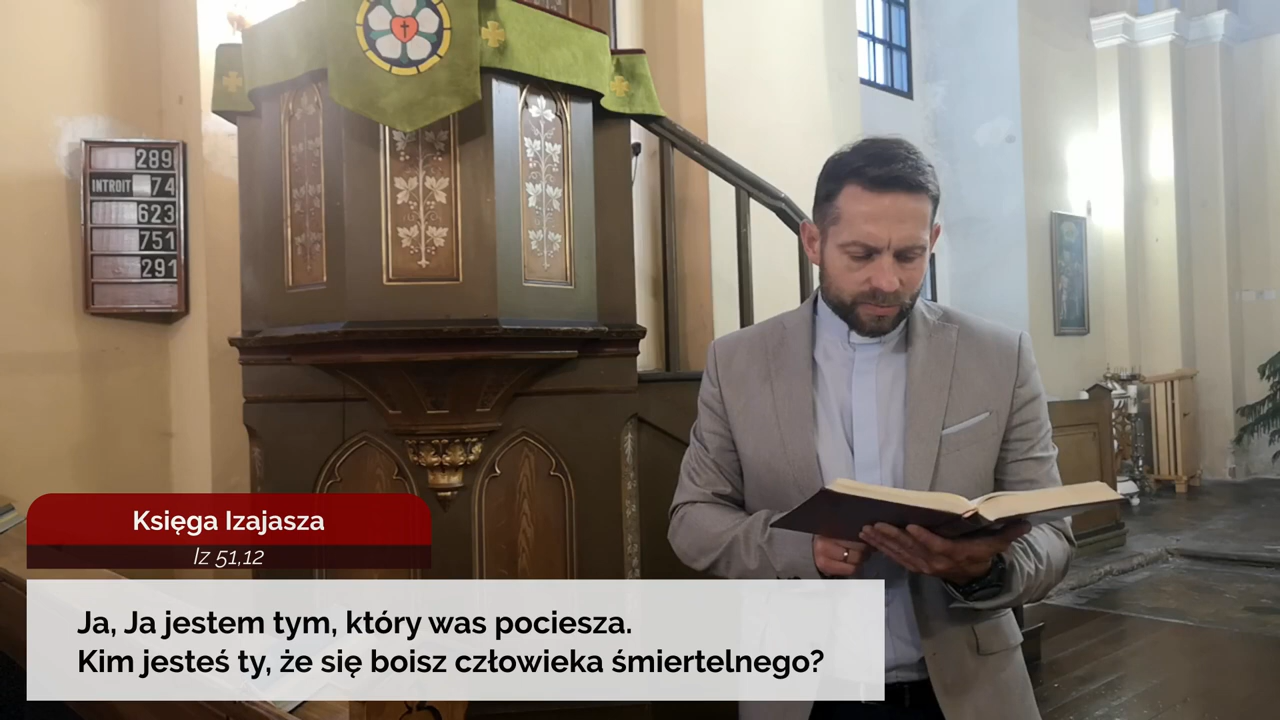 289
INTROIT 74
623
751
291
Księga Izajasza
Iz 51,12
Ja, Ja jestem tym, który was pociesza.
Kim jesteś ty, że się boisz człowieka śmiertelnego?